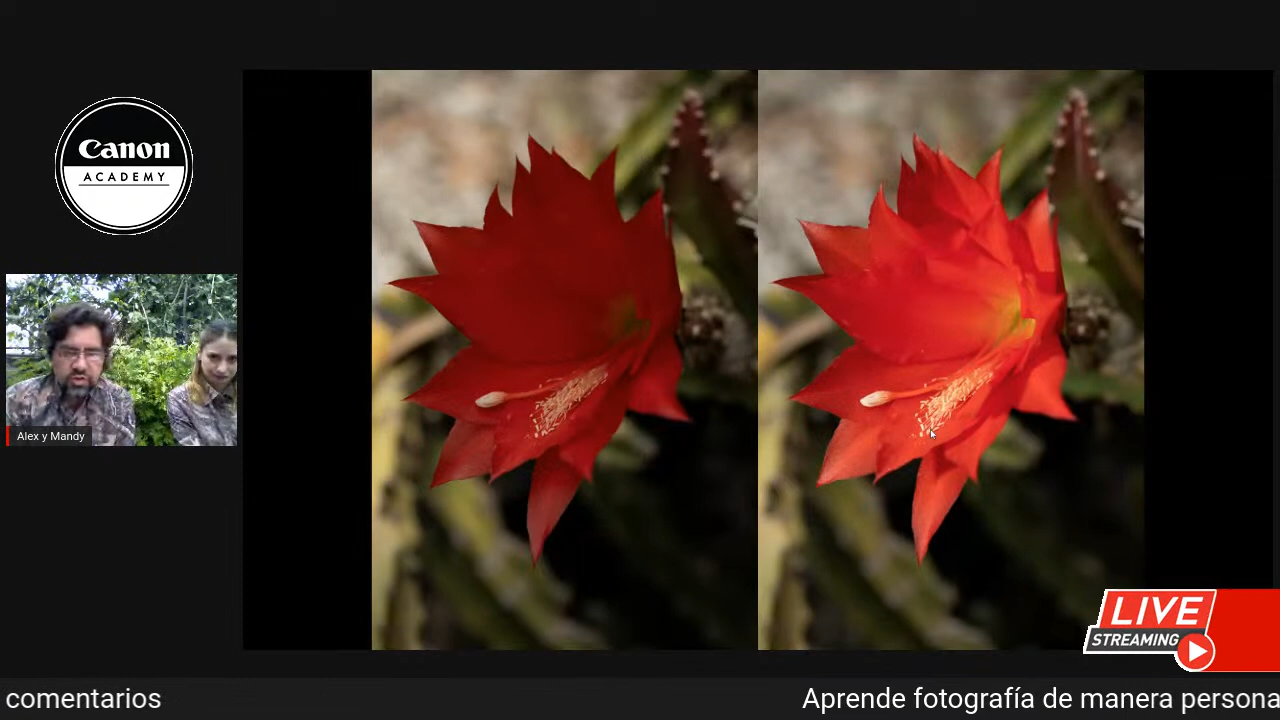 Canon
ACADEMY
Alex y Mandy
LIVE
STREAMING
comentarios
Aprende fotografía de manera persona